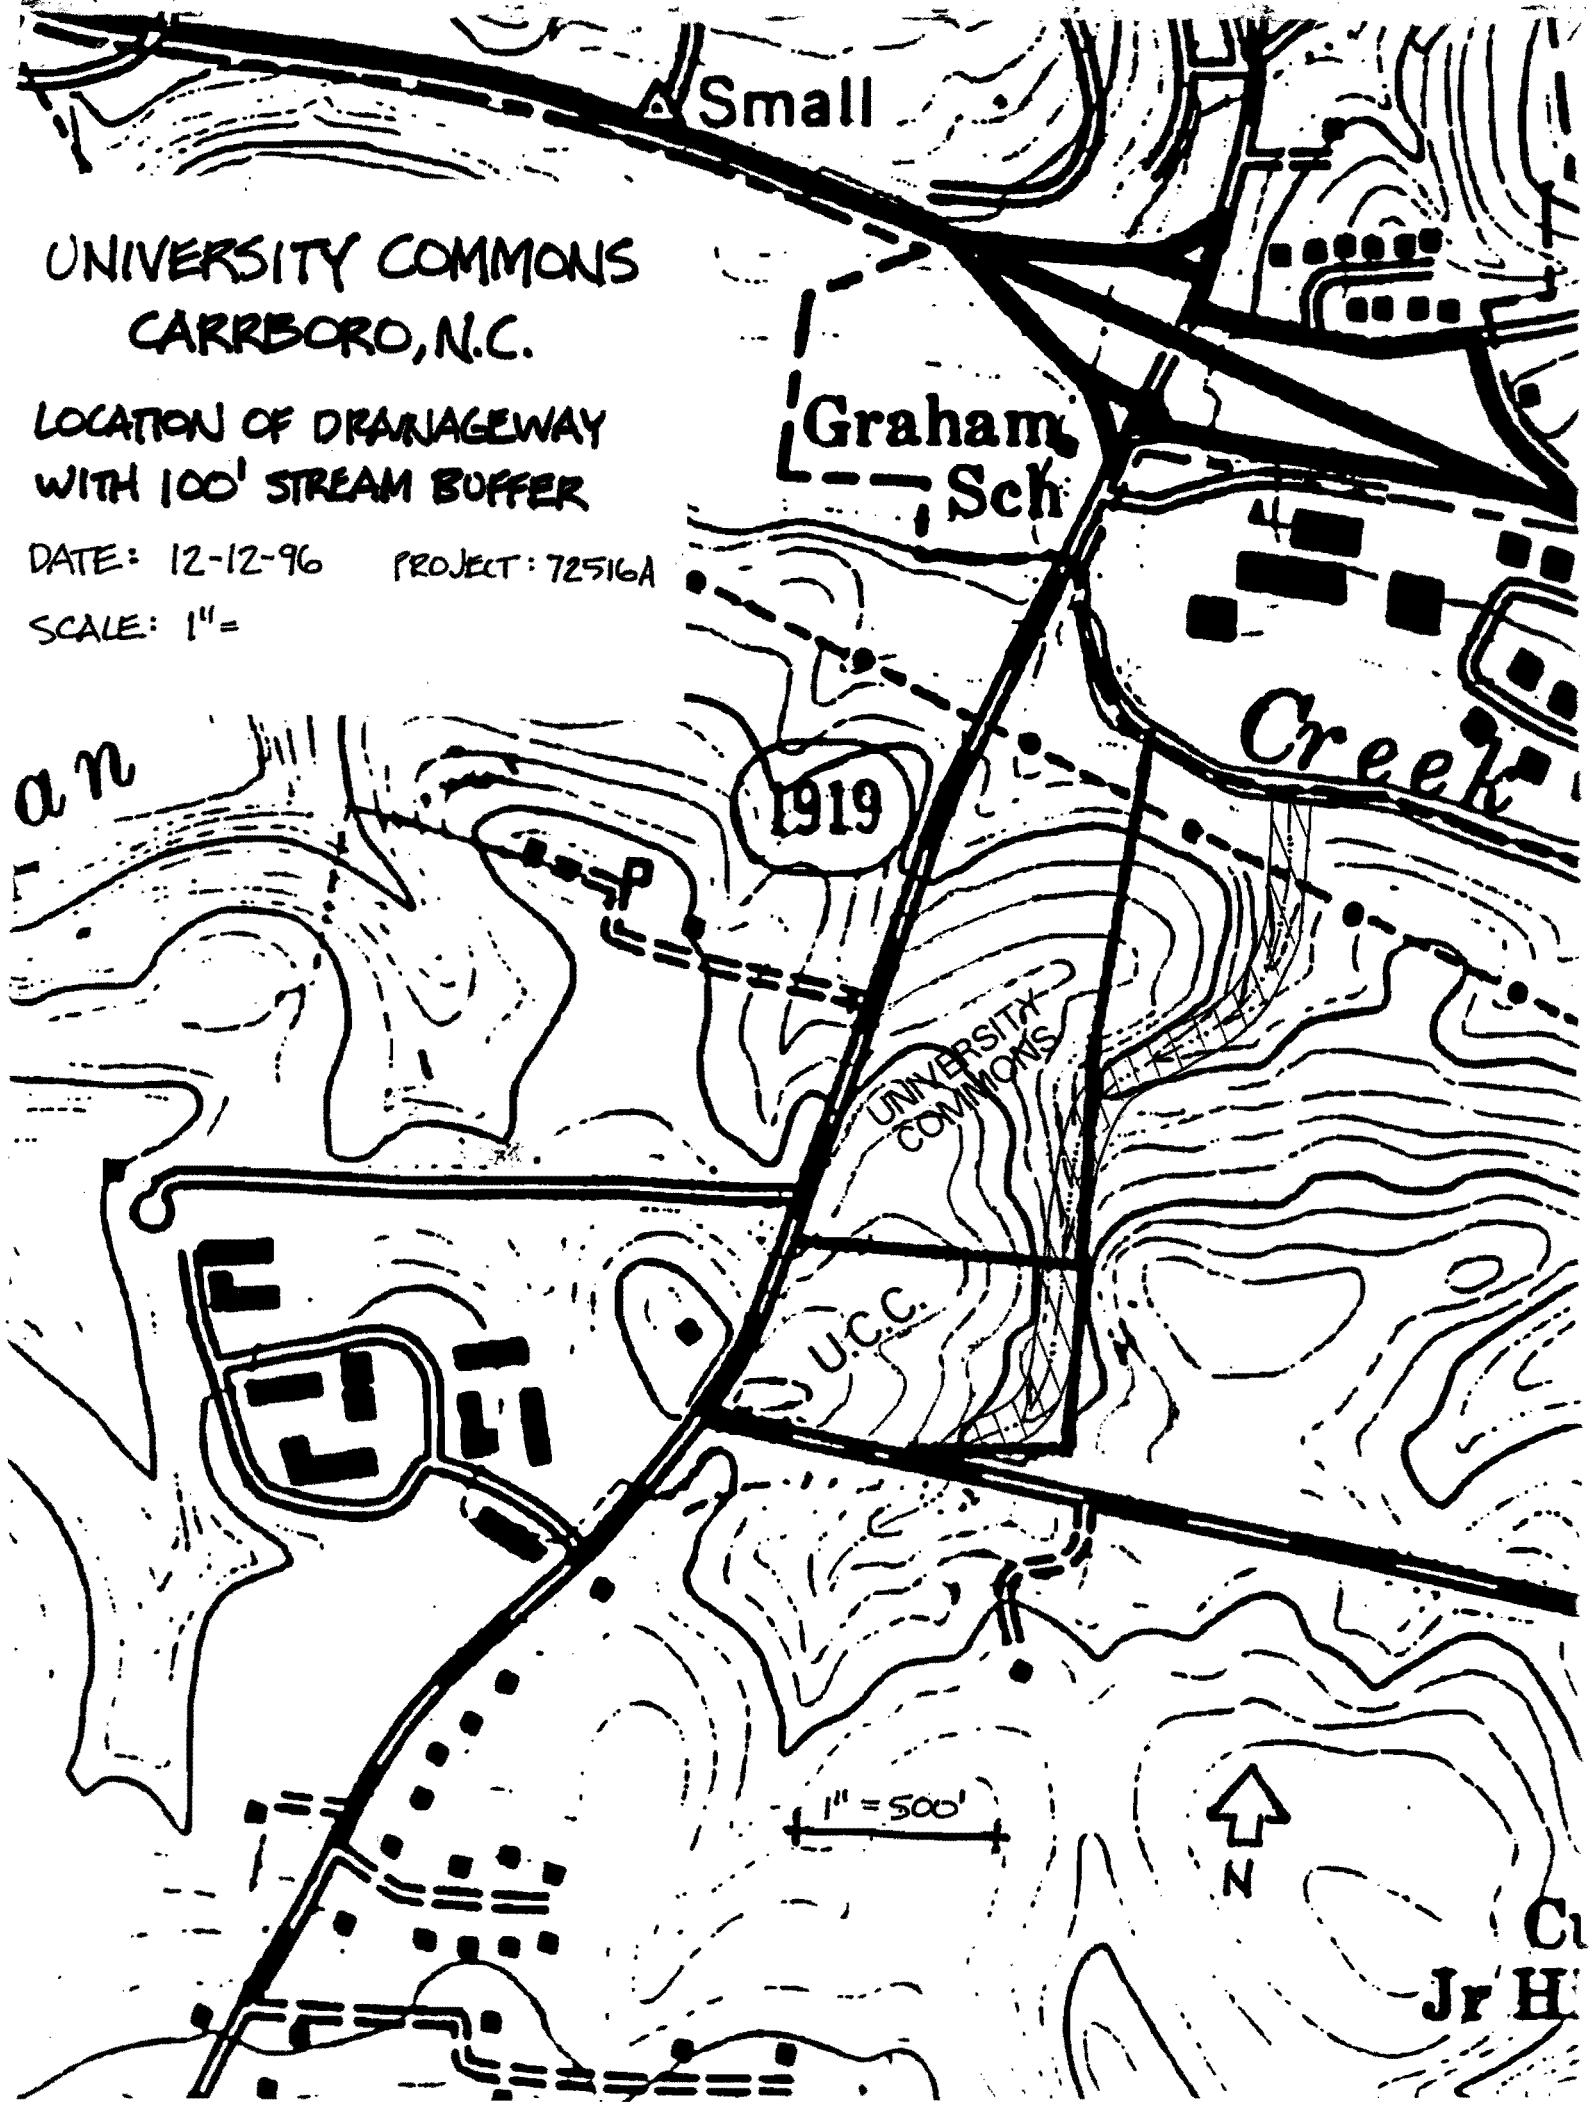 Small
UNIVERSITY COMMONS
CARRBORO, N.C.
LOCATION OF DRAINAGEWAY
WITH 100' STREAM BUFFER
DATE: 12-12-96 PROJECT: 72516A
SCALE: 1"=
Graham
Sch
Creek
an
1919
P
UNIVERSITY
COMMONS
U.C.C.
1" = 500'
N
Jr H